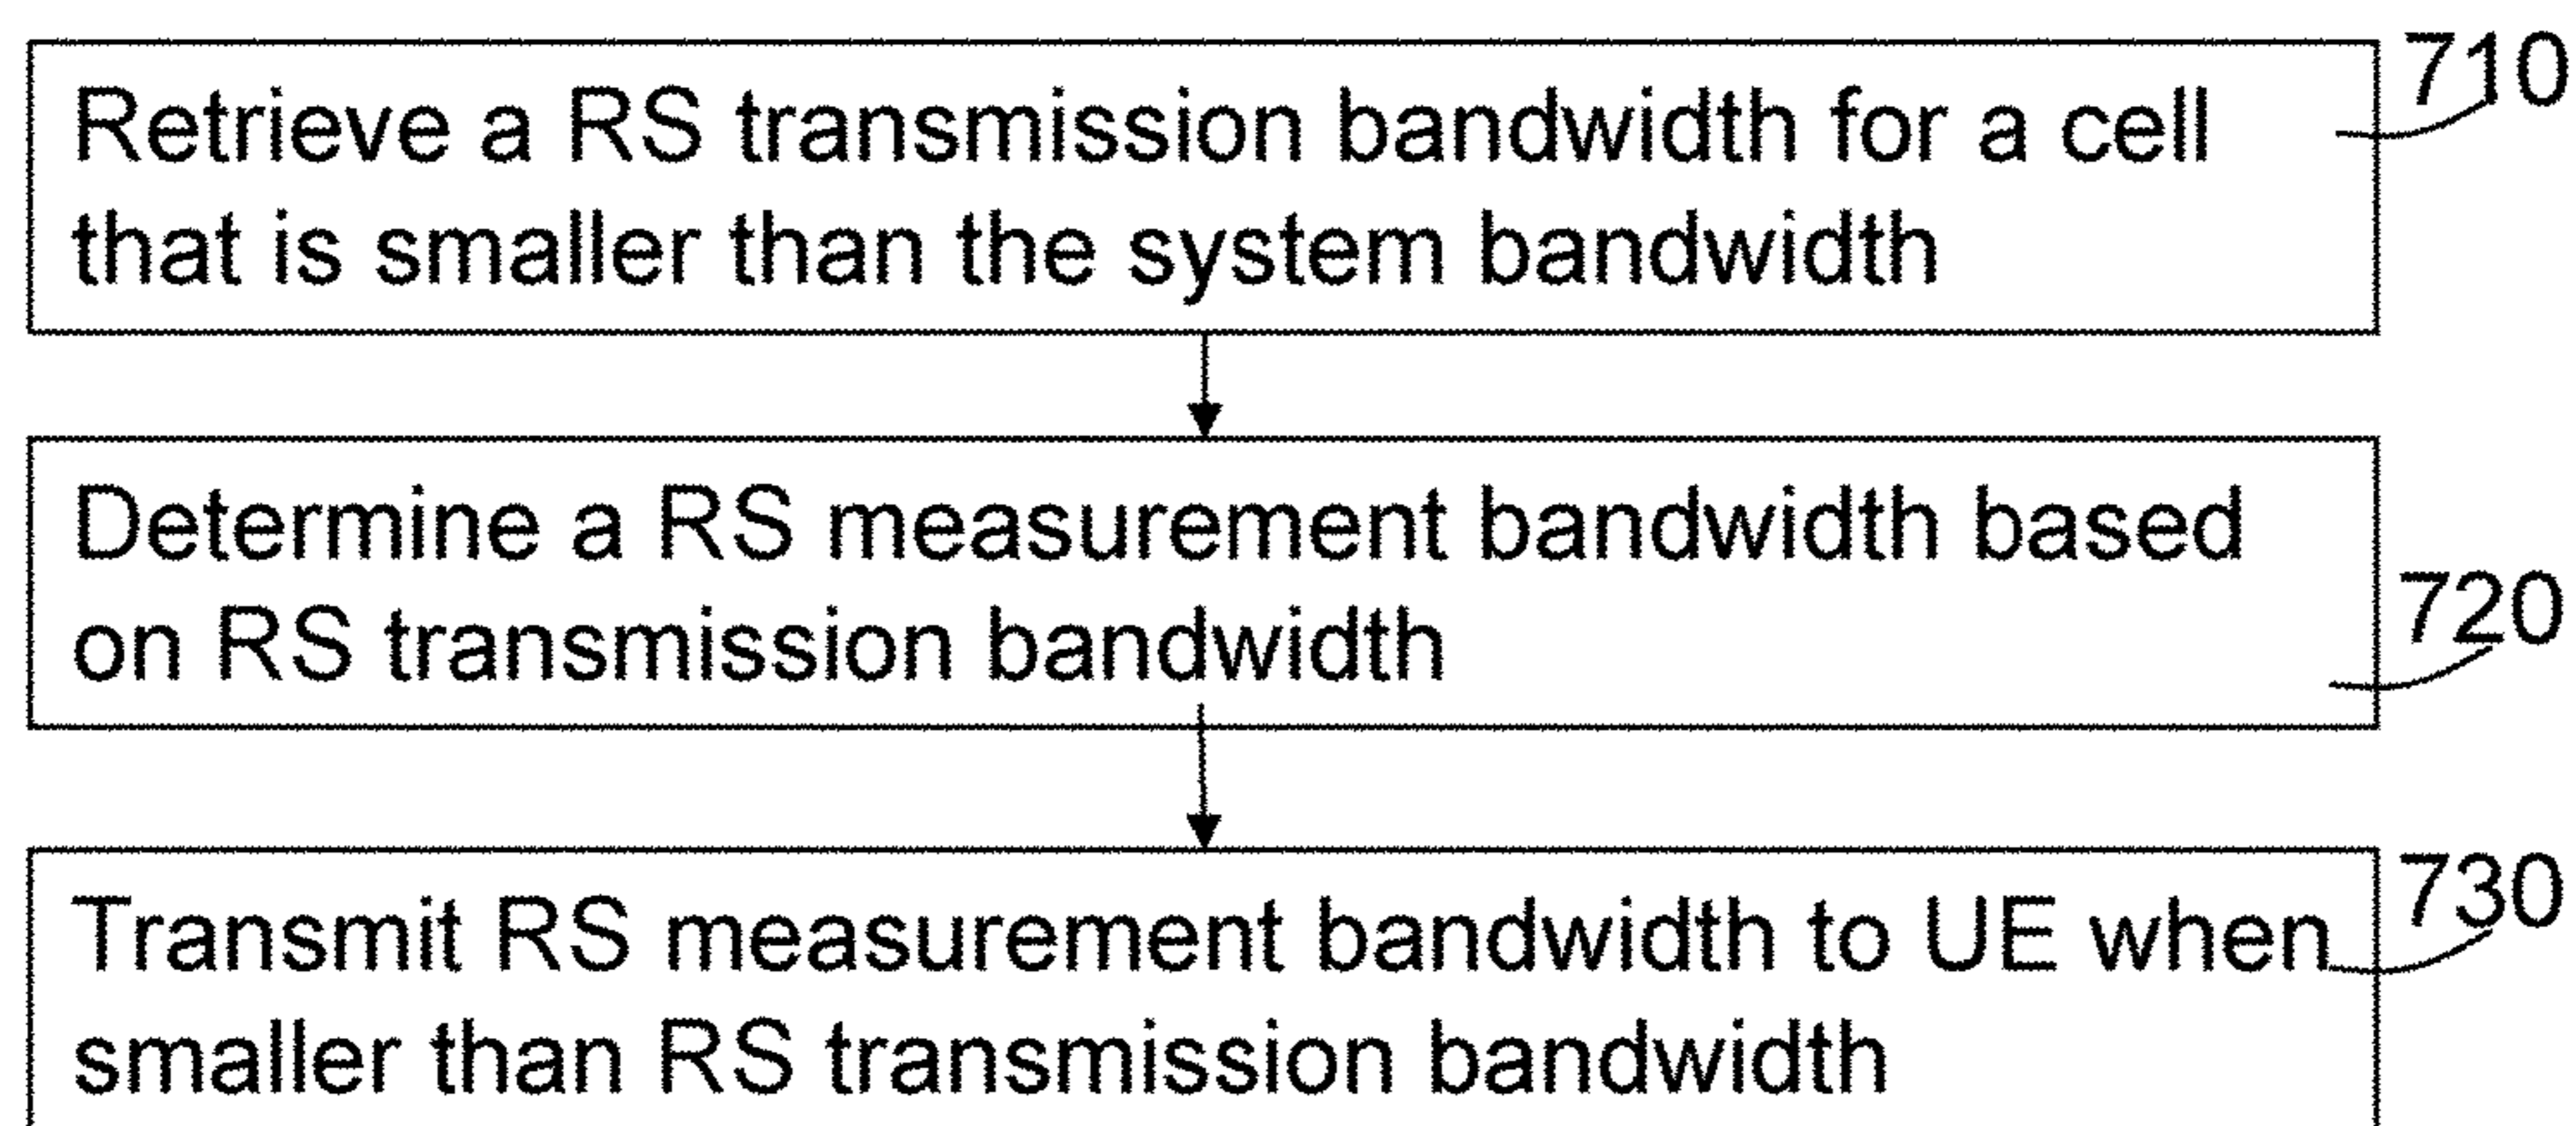 Retrieve a RS transmission bandwidth for a cell
that is smaller than the system bandwidth
710
Determine a RS measurement bandwidth based
on RS transmission bandwidth
720
Transmit RS measurement bandwidth to UE when
smaller than RS transmission bandwidth
730